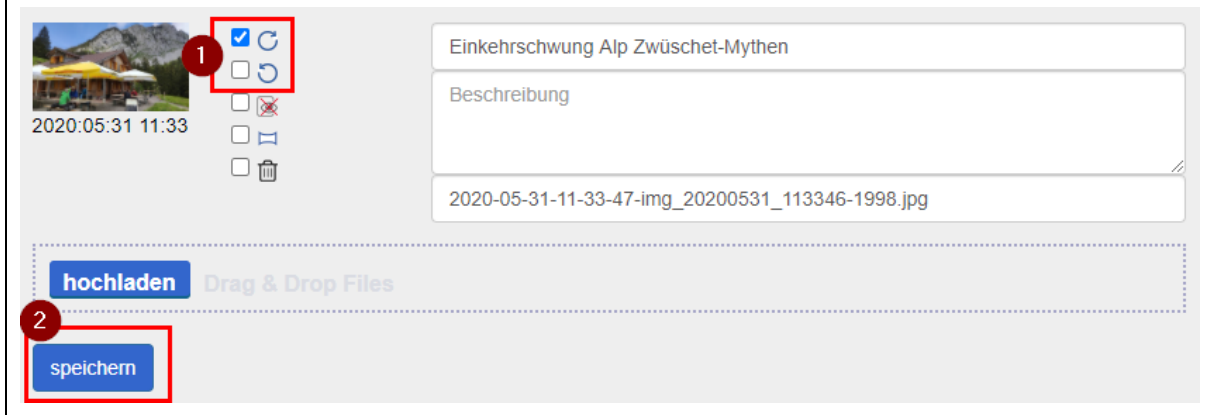 1
2020:05:31 11:33
Einkehrschwung Alp Zwüschet-Mythen
Beschreibung
2020-05-31-11-33-47-img_20200531_113346-1998.jpg
hochladen Drag & Drop Files
2
speichern